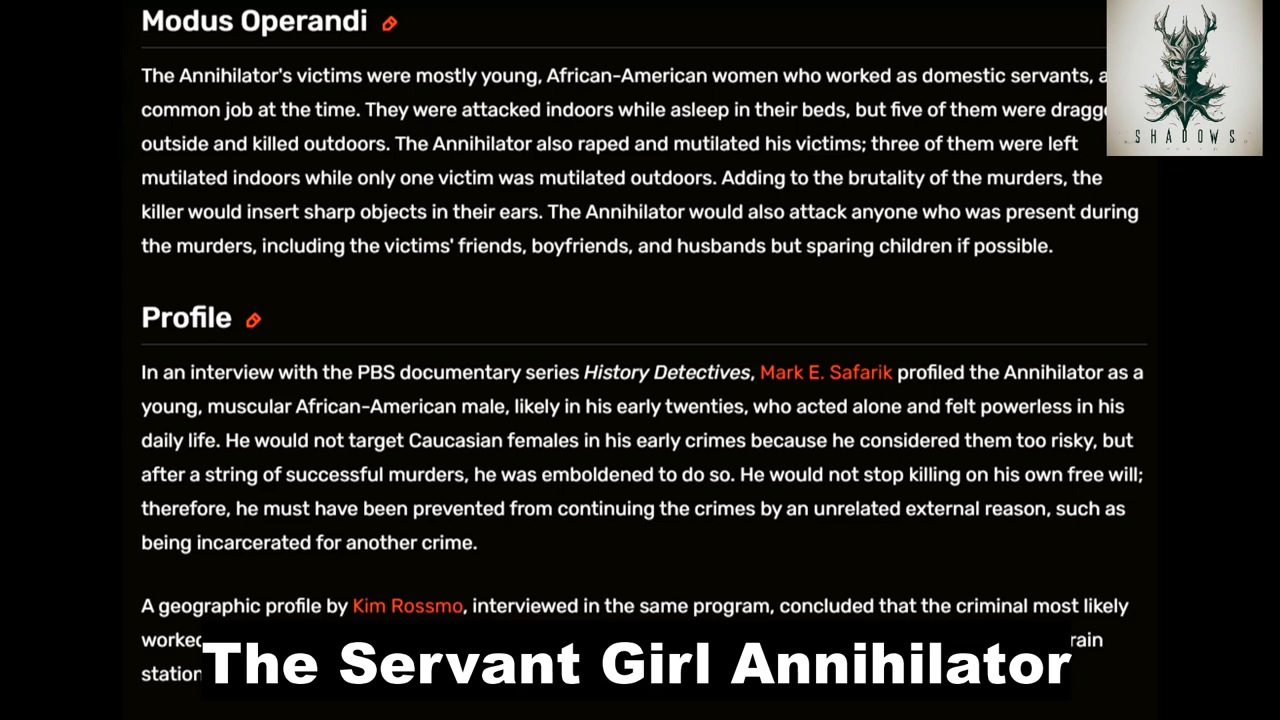 Modus Operandi
The Annihilator's victims were mostly young, African-American women who worked as domestic servants, a
common job at the time. They were attacked indoors while asleep in their beds, but five of them were
outside and killed outdoors. The Annihilator also raped and mutilated his victims; three of them were left
mutilated indoors while only one victim was mutilated outdoors. Adding to the brutality of the murders, the
killer would insert sharp objects in their ears. The Annihilator would also attack anyone who was present during
the murders, including the victims' friends, boyfriends, and husbands but sparing children if possible.
Profile
In an interview with the PBS documentary series History Detectives, Mark E. Safarik profiled the Annihilator as a
young, muscular African-American male, likely in his early twenties, who acted alone and felt powerless in his
daily life. He would not target Caucasian females in his early crimes because he considered them too risky, but
after a string of successful murders, he was emboldened to do so. He would not stop killing on his own free will;
therefore, he must have been prevented from continuing the crimes by an unrelated external reason, such as
being incarcerated for another crime.
A geographic profile by Kim Rossmo, interviewed in the same program, concluded that the criminal most likely
The Servant Girl Annihilator
SHADOWS